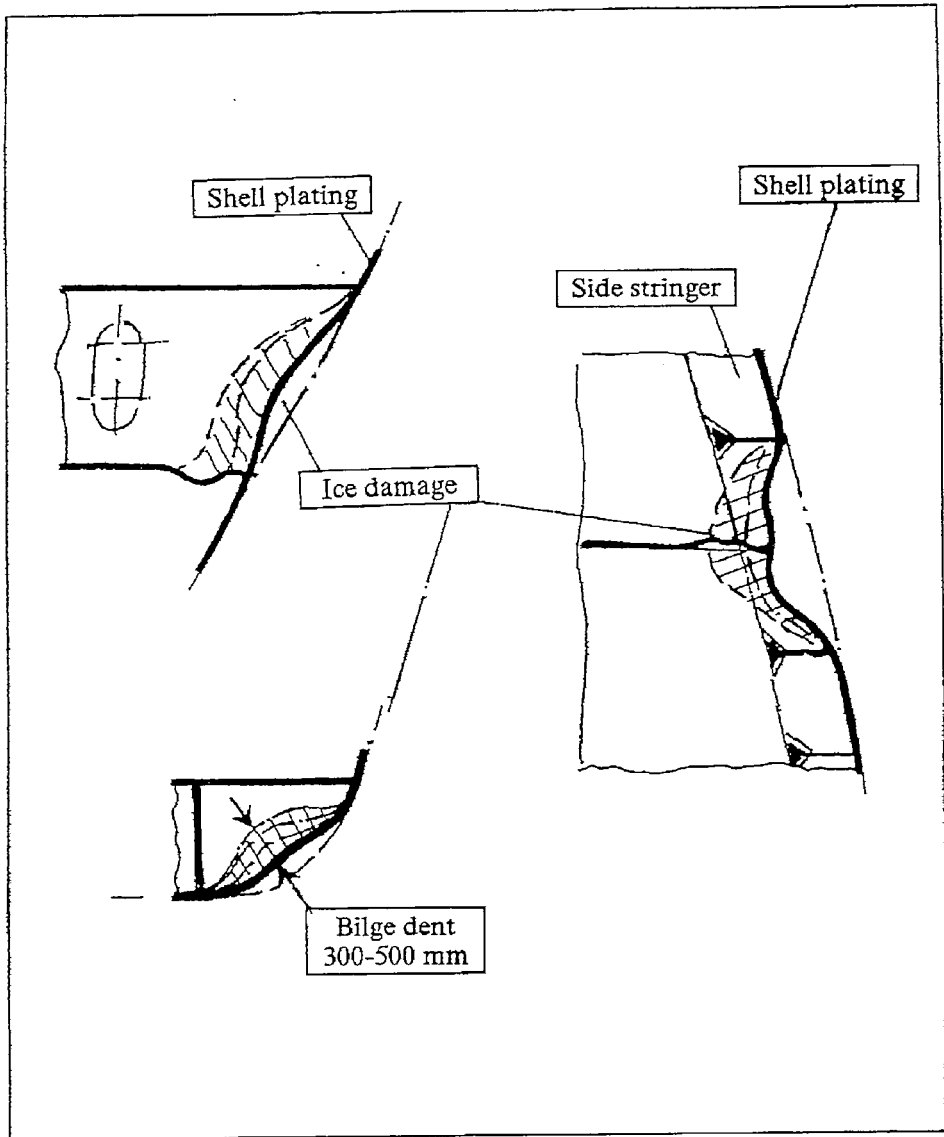 Shell plating
Shell plating
Side stringer
Ice damage
Bilge dent
300-500 mm